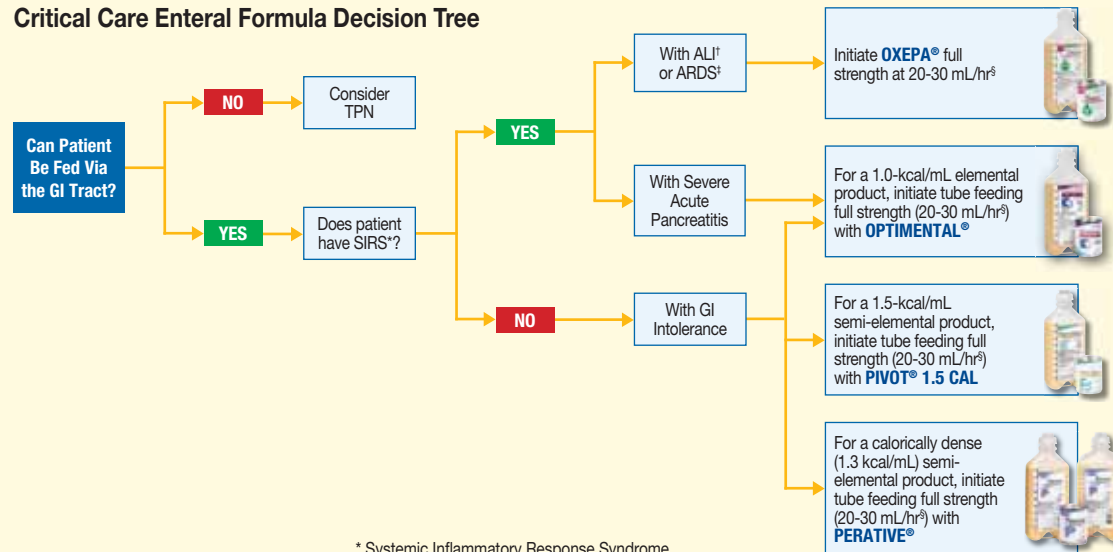 Critical Care Enteral Formula Decision Tree
Can Patient
Be Fed Via
the GI Tract?
NO
Consider
TPN
YES
Does patient
have SIRS*?
YES
With ALI†
or ARDS‡
Initiate OXEPA® full
strength at 20-30 mL/hr§
With Severe
Acute
Pancreatitis
For a 1.0-kcal/mL elemental
product, initiate tube feeding
full strength (20-30 mL/hr§)
with OPTIMENTAL®
NO
With GI
Intolerance
For a 1.5-kcal/mL
semi-elemental product,
initiate tube feeding full
strength (20-30 mL/hr§)
with PIVOT® 1.5 CAL
For a calorically dense
(1.3 kcal/mL) semi-
elemental product, initiate
tube feeding full strength
(20-30 mL/hr§) with
PERATIVE®
* Systemic Inflammatory Response Syndrome